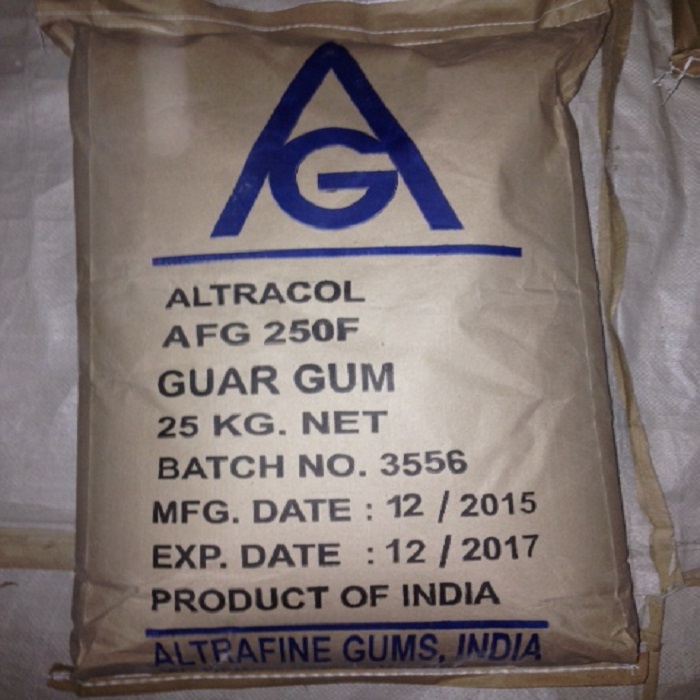 AG
ALTRACOL
AFG 250F
GUAR GUM
25 KG. NET
BATCH NO. 3556
MFG. DATE : 12 / 2015
EXP. DATE : 12 / 2017
PRODUCT OF INDIA
ALTRAFINE GUMS, INDIA